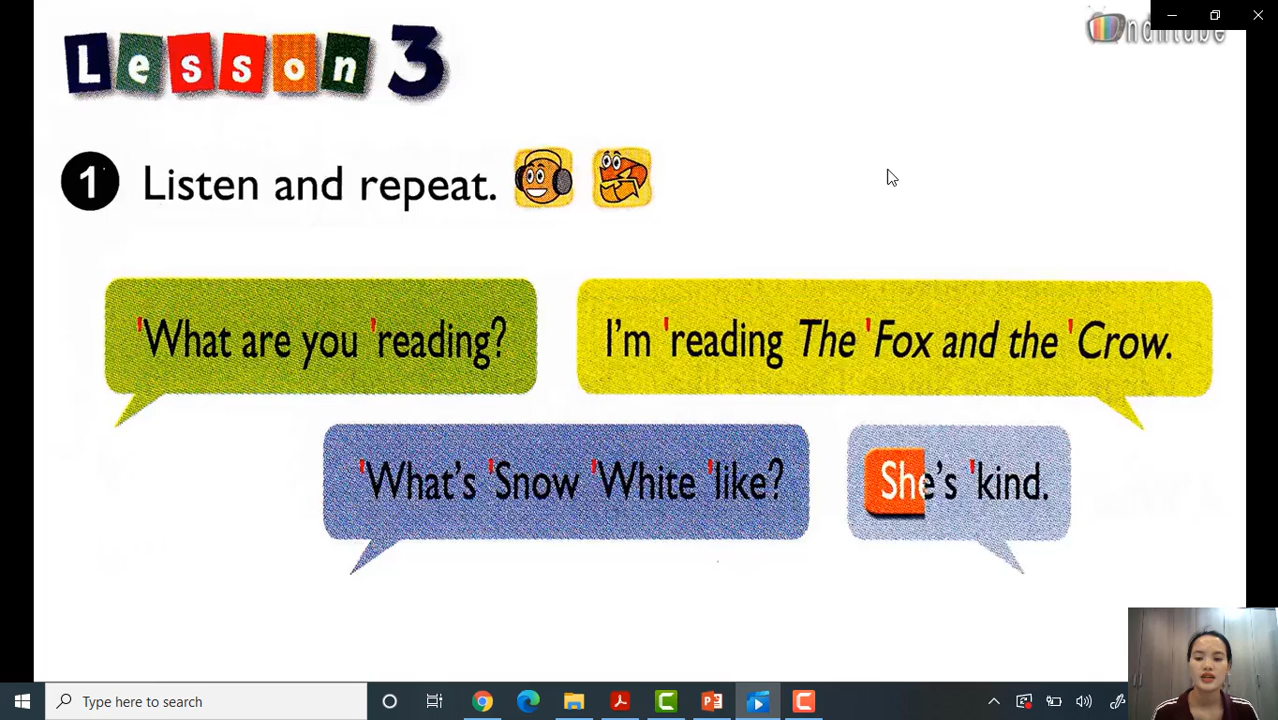 Lesson 3
1 Listen and repeat.
'What are you 'reading?
I'm 'reading The 'Fox and the 'Crow.
'What's 'Snow 'White 'like?
She's 'kind.
Type here to search